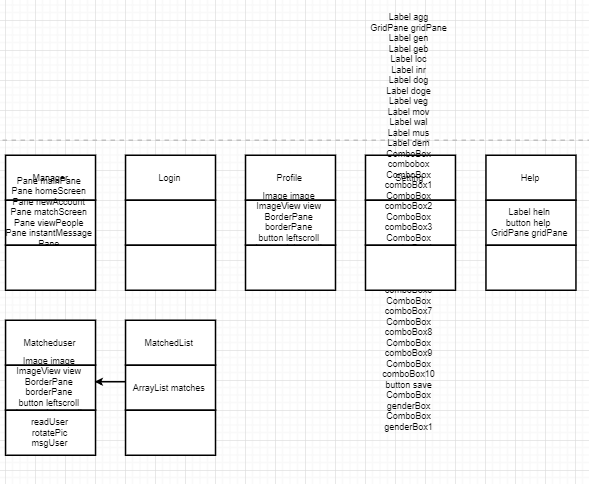 Label agg
GridPane gridPane
Label gen
Label geb
Label loc
Label inr
Label dog
Label doge
Label veg
Label mov
Label wal
Label mus
Label dem
ComboBox
combobox
ComboBox
comboBox1
ComboBox
comboBox2
ComboBox
comboBox3
ComboBox
ComboBox
comboBox7
ComboBox
comboBox8
ComboBox
comboBox9
ComboBox
comboBox10
button save
ComboBox
genderBox
ComboBox
genderBox1
Manager
Pane mainPane
Pane homeScreen
Pane newAccount
Pane matchScreen
Pane viewPeople
Pane instantMessage
Pane
Login
Profile
Image image
ImageView view
BorderPane
borderPane
button leftscroll
Help
Label heln
button help
GridPane gridPane
Matcheduser
Image image
ImageView view
BorderPane
borderPane
button leftscroll
readUser
rotatePic
msgUser
MatchedList
ArrayList matches